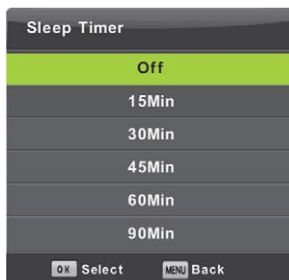 Sleep Timer
Off
15Min
30Min
45Min
60Min
90Min
OK Select MENU Back